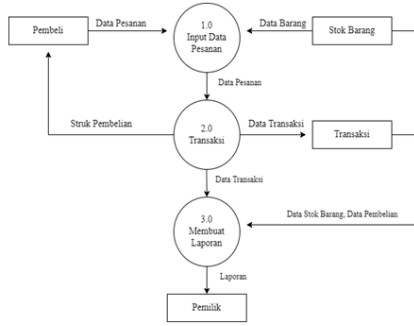 Pembeli
Data Pesanan
1.0
Input Data
Pesanan
Data Barang
Stok Barang
Data Pesanan
Struk Pembelian
2.0
Transaksi
Data Transaksi
Transaksi
Data Transaksi
3.0
Membuat
Laporan
Data Stok Barang, Data Pembelian
Laporan
Pemilik